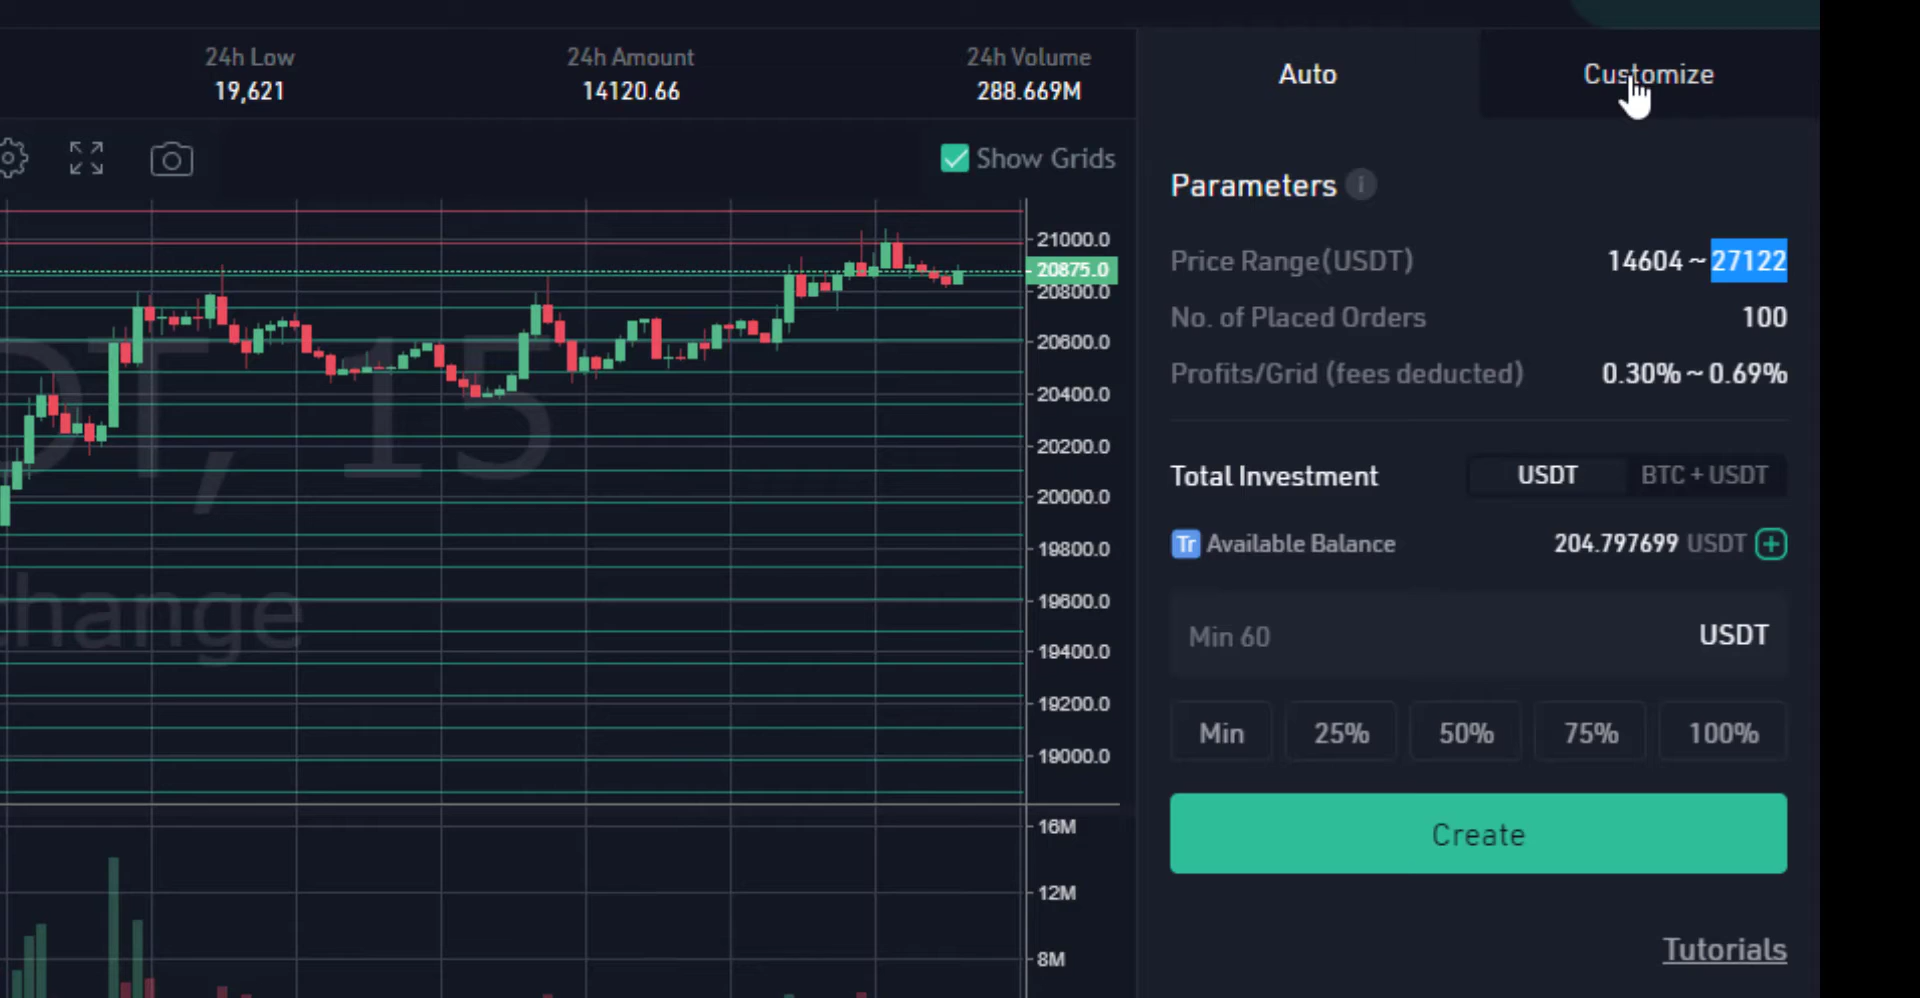 24h Low 24h Amount 24h Volume
19,621 14120.66 288.669M
Auto Customize
Show Grids
Parameters i
Price Range(USDT) 14604 ~ 27122
No. of Placed Orders 100
Profits/Grid (fees deducted) 0.30% ~ 0.69%
Total Investment USDT BTC + USDT
Tr Available Balance 204.797699 USDT
Min 60 USDT
Min 25% 50% 75% 100%
Create
Tutorials
21000.0
20875.0
20800.0
20600.0
20400.0
20200.0
20000.0
19800.0
19600.0
19400.0
19200.0
19000.0
16M
12M
8M
DT, 15
change